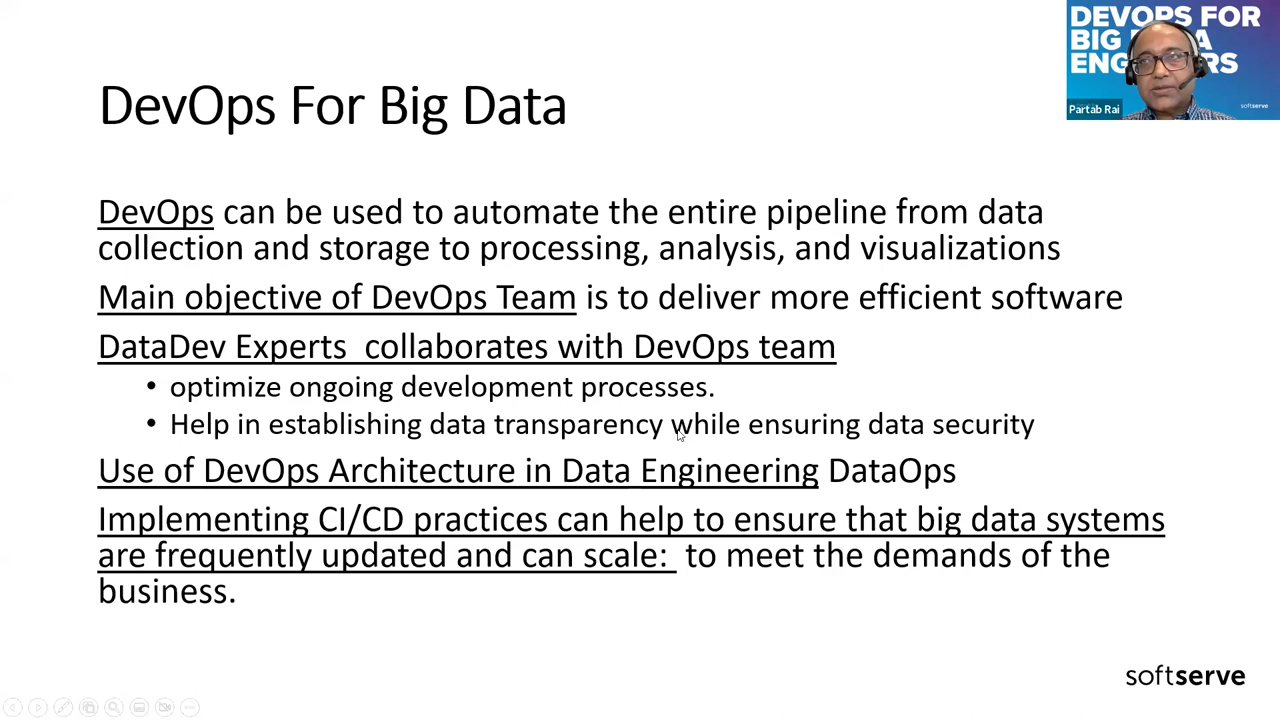 DEVOPS FOR
BIG
ENG
Partab Rai
softserve
DevOps For Big Data
DevOps can be used to automate the entire pipeline from data
collection and storage to processing, analysis, and visualizations
Main objective of DevOps Team is to deliver more efficient software
DataDev Experts  collaborates with DevOps team
• optimize ongoing development processes.
• Help in establishing data transparency while ensuring data security
Use of DevOps Architecture in Data Engineering DataOps
Implementing CI/CD practices can help to ensure that big data systems
are frequently updated and can scale:  to meet the demands of the
business.
softserve